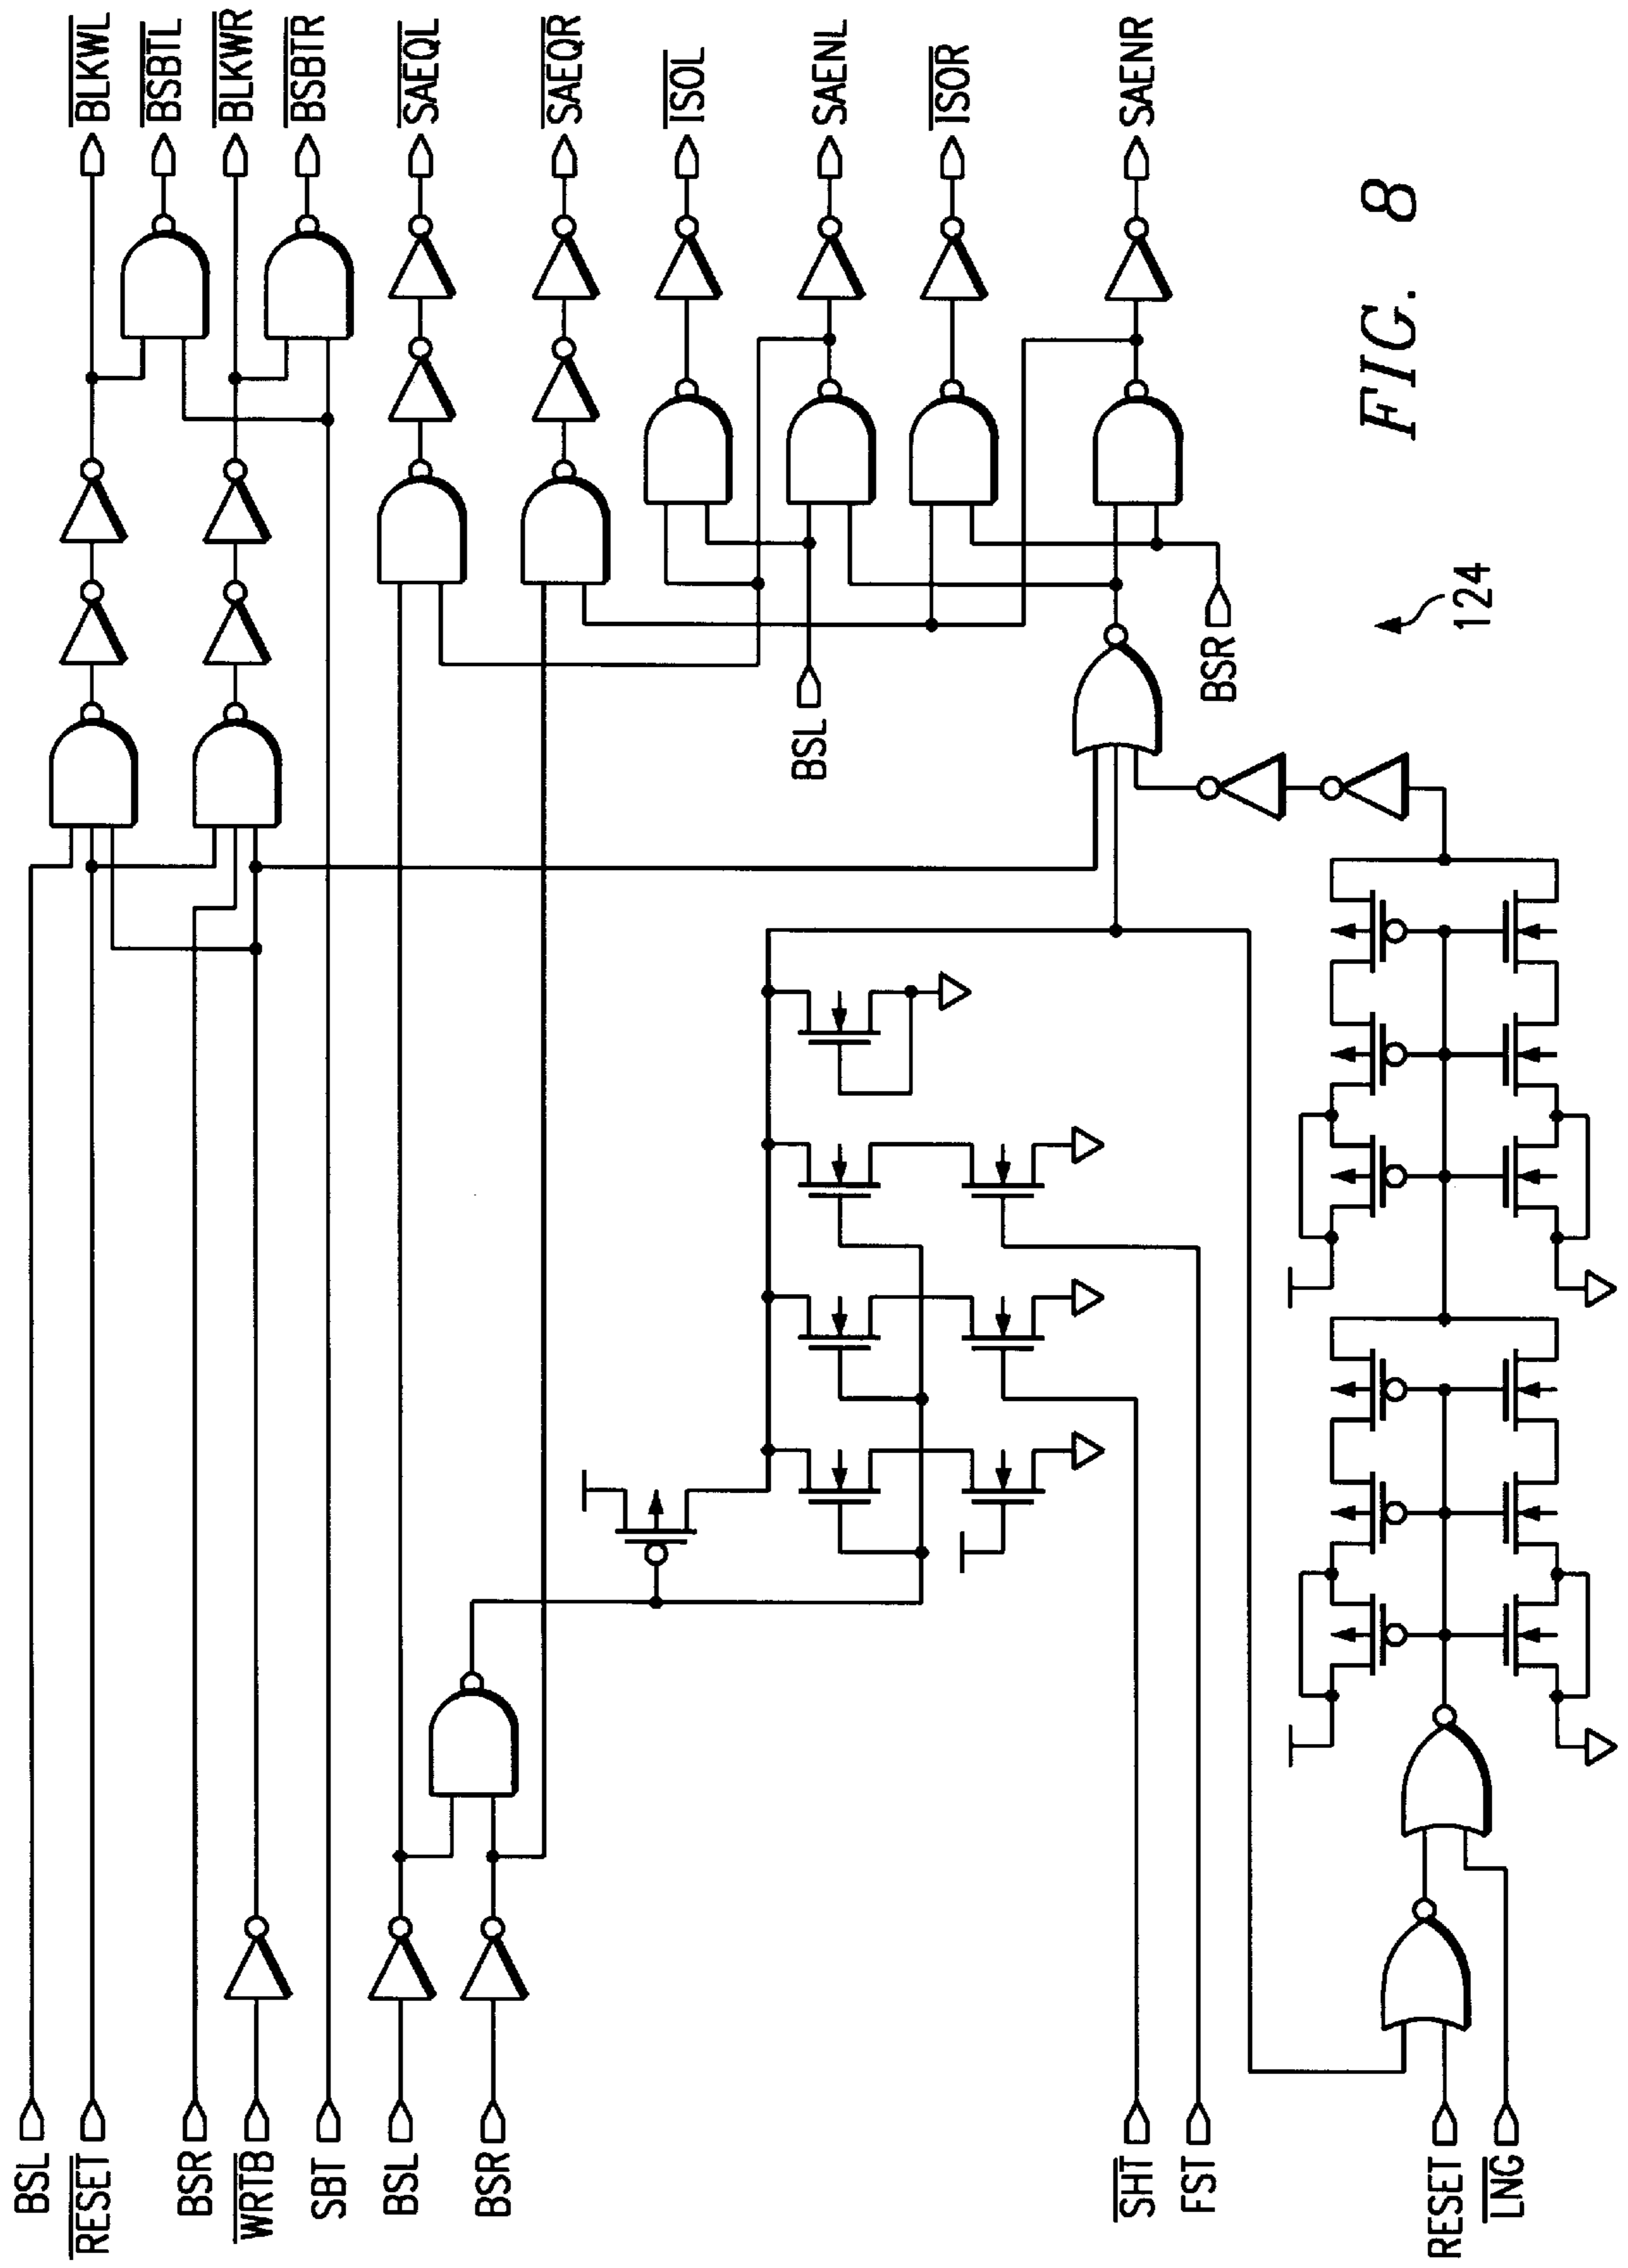 BSL
RESET
BSR
WRTB
SBT
BSL
BSR
SHT
FST
RESET
LNG
BSL
BSR
124
BLKWL
BSBTL
BLKWR
BSBTR
SAEQL
SAEQR
ISOL
SAENL
ISOR
SAENR
FIG. 8